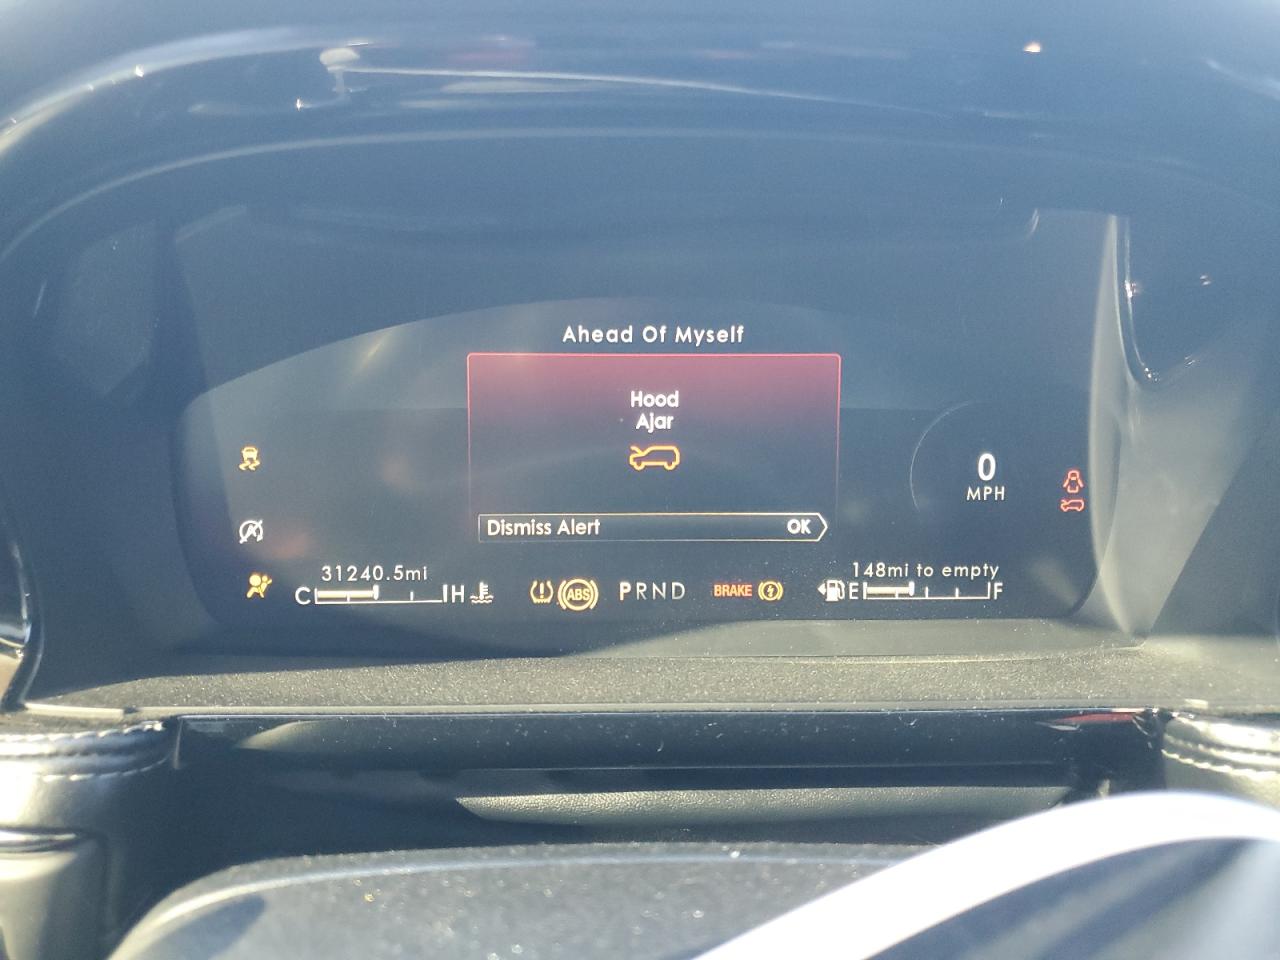 Ahead Of Myself
Hood
Ajar
Dismiss Alert OK
0
MPH
31240.5mi
C H
ABS
PRND
BRAKE
148mi to empty
E F